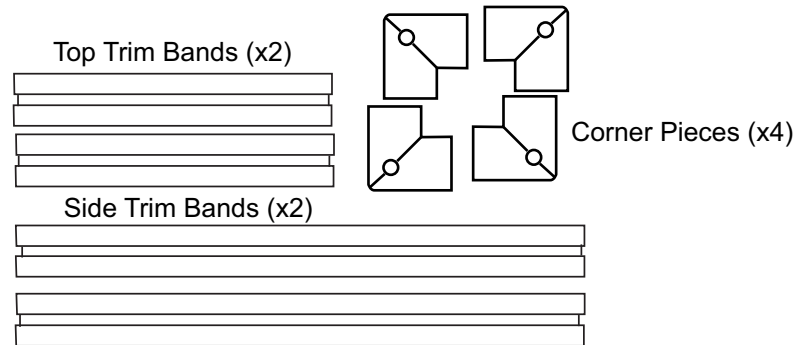 Top Trim Bands (x2)
Corner Pieces (x4)
Side Trim Bands (x2)